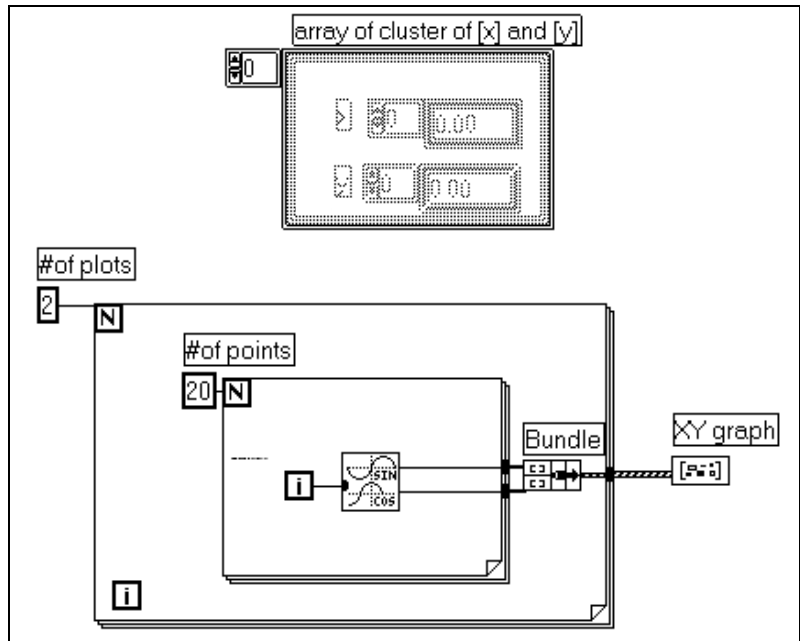 array of cluster of [x] and [y]
0
0 0.00
0 0.00
#of plots
2
N
#of points
20 N
Bundle
XY graph
i
SIN
COS
i